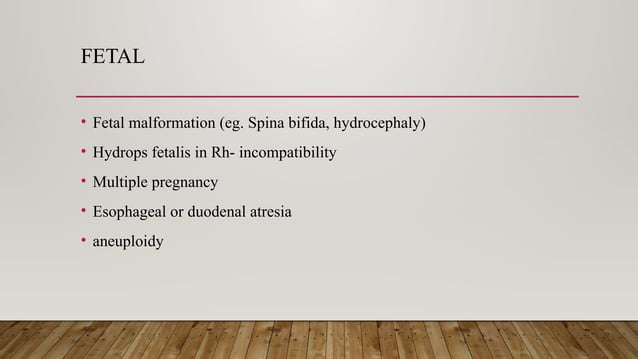 FETAL
• Fetal malformation (eg. Spina bifida, hydrocephaly)
• Hydrops fetalis in Rh- incompatibility
• Multiple pregnancy
• Esophageal or duodenal atresia
• aneuploidy